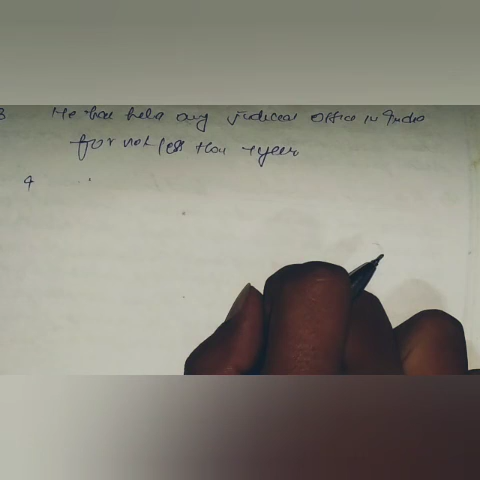 3 He has held any judicial office in India
for not less than 7 years
4